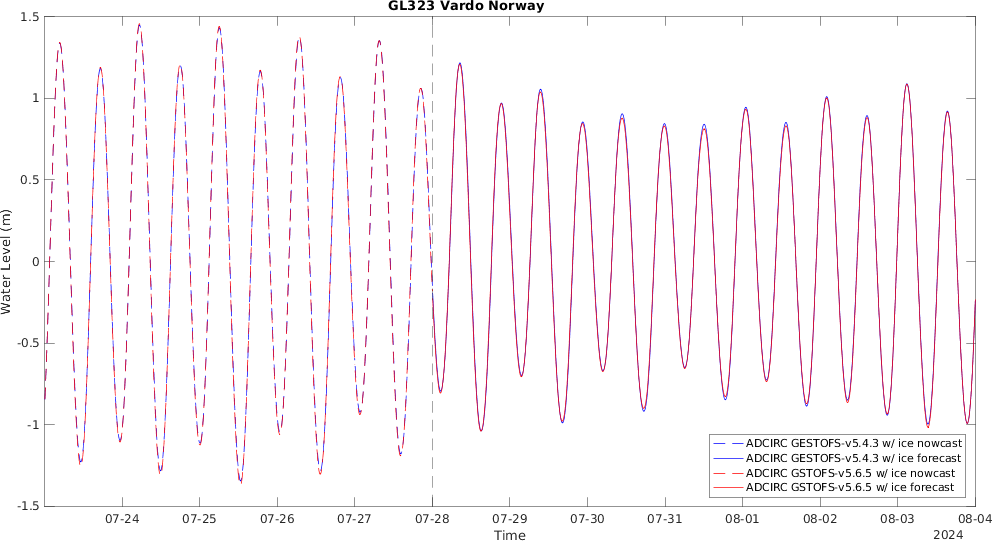 GL323 Vardo Norway
1.5
1
0.5
0
-0.5
-1
-1.5
Water Level (m)
ADCIRC GESTOFS-v5.4.3 w/ ice nowcast
ADCIRC GESTOFS-v5.4.3 w/ ice forecast
ADCIRC GSTOFS-v5.6.5 w/ ice nowcast
ADCIRC GSTOFS-v5.6.5 w/ ice forecast
07-24 07-25 07-26 07-27 07-28 07-29 07-30 07-31 08-01 08-02 08-03 08-04
Time
2024